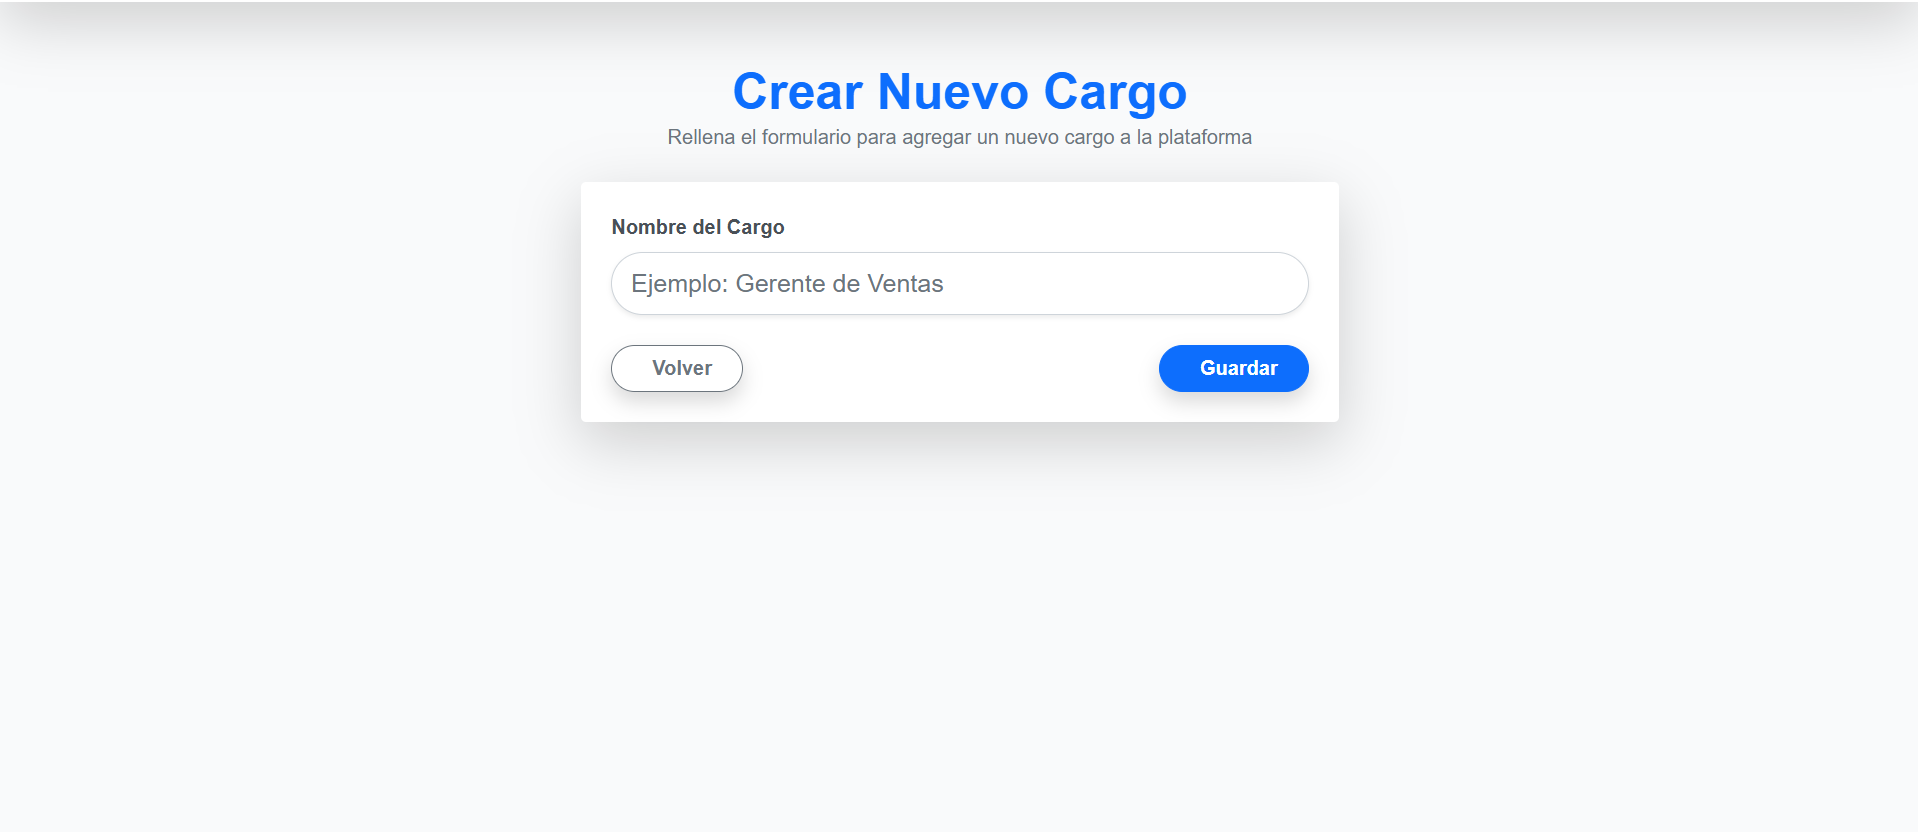 Crear Nuevo Cargo
Rellena el formulario para agregar un nuevo cargo a la plataforma
Nombre del Cargo
Ejemplo: Gerente de Ventas
Volver
Guardar